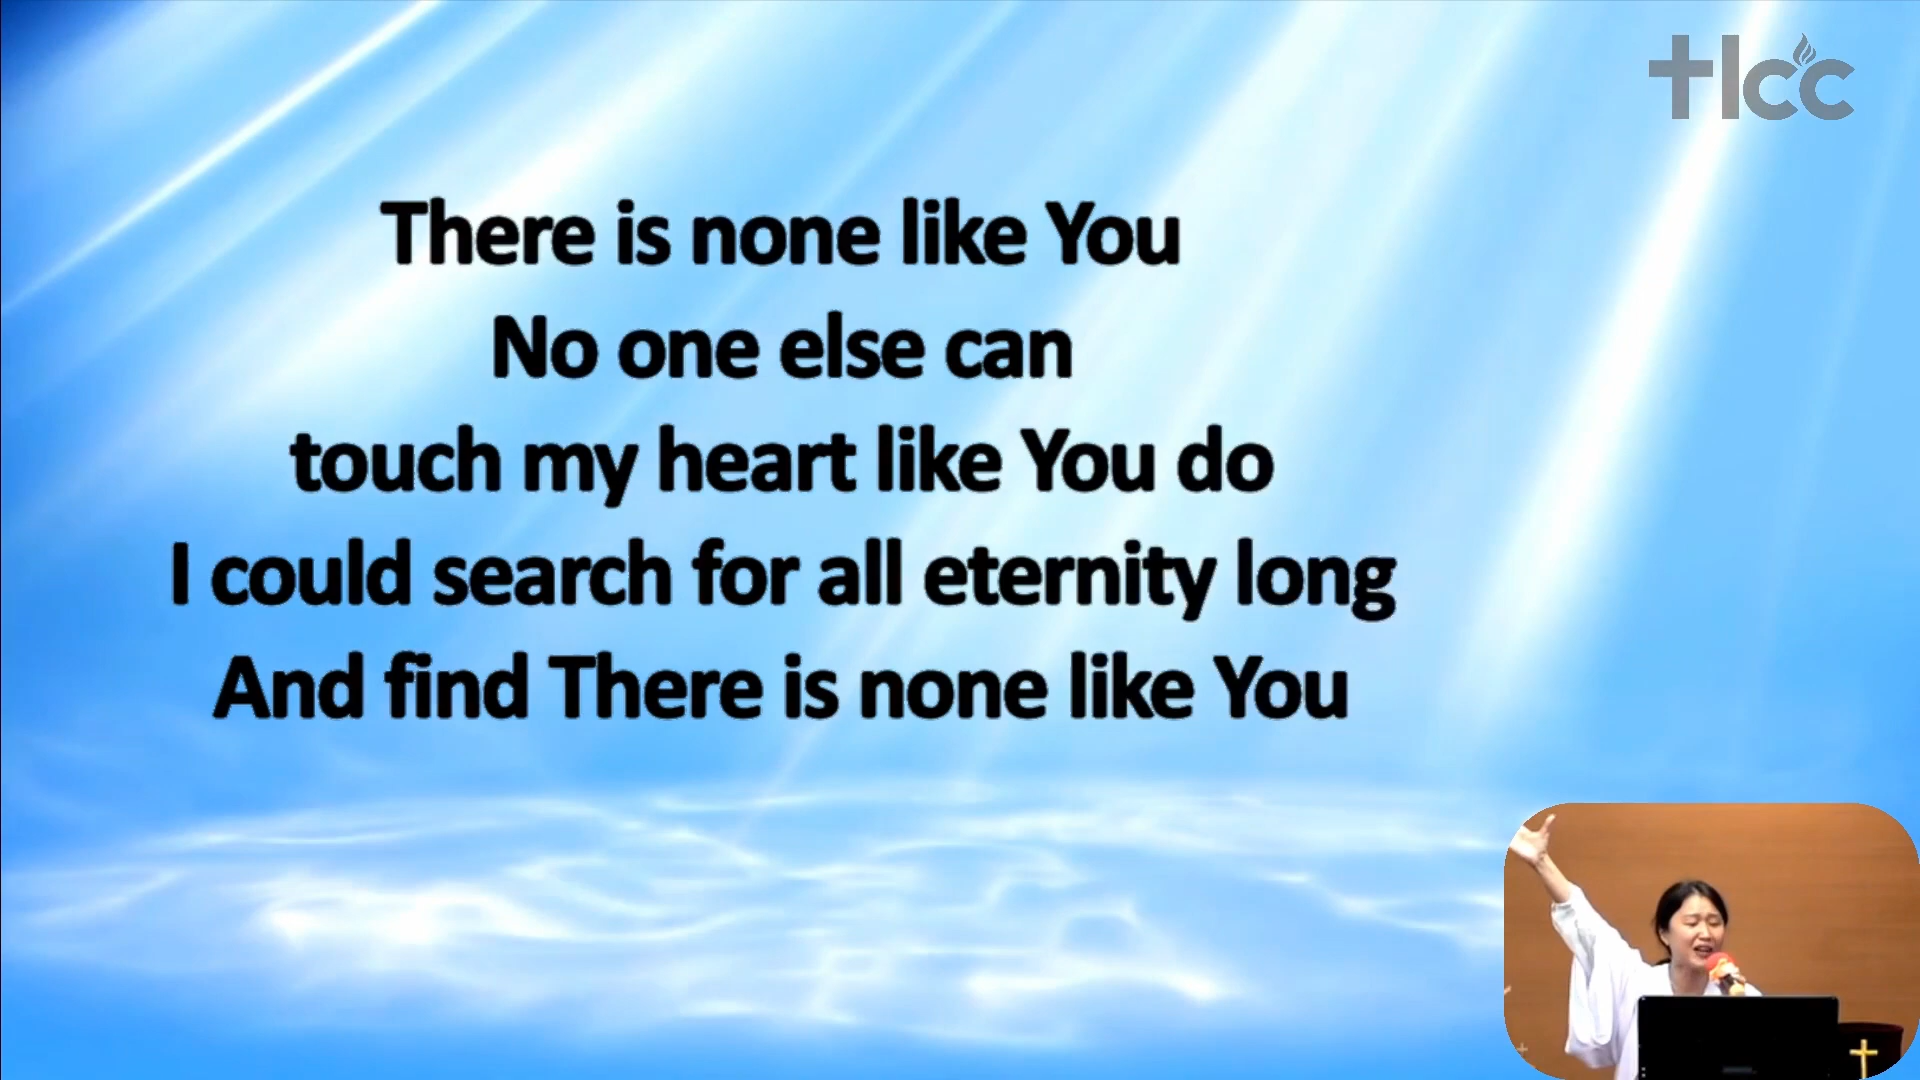 tlcc
There is none like You
No one else can
touch my heart like You do
I could search for all eternity long
And find There is none like You